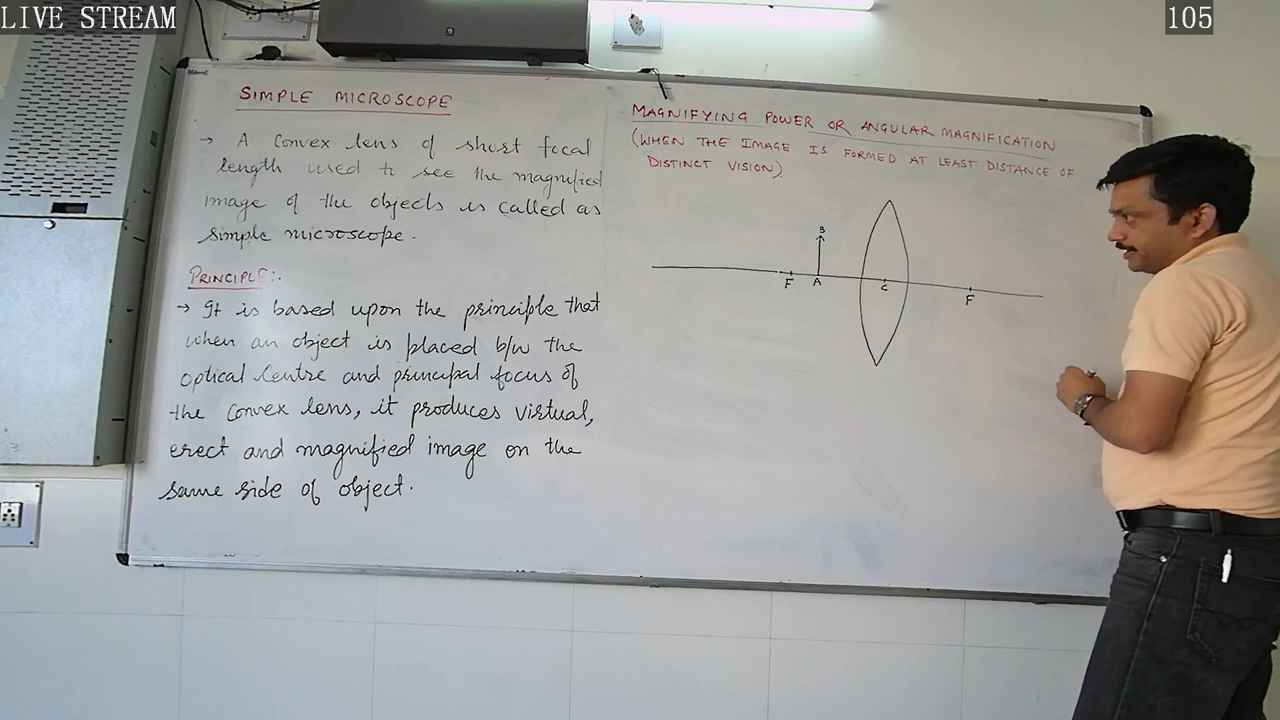 LIVE STREAM
105
SIMPLE MICROSCOPE
→ A convex lens of short focal
length used to see the magnified
image of the objects is called as
simple microscope.
PRINCIPLE:-
→ It is based upon the principle that
when an object is placed b/w the
optical centre and principal focus of
the convex lens, it produces virtual,
erect and magnified image on the
same side of object.
MAGNIFYING POWER OR ANGULAR MAGNIFICATION
(WHEN THE IMAGE IS FORMED AT LEAST DISTANCE OF
DISTINCT VISION)
B
F A C F